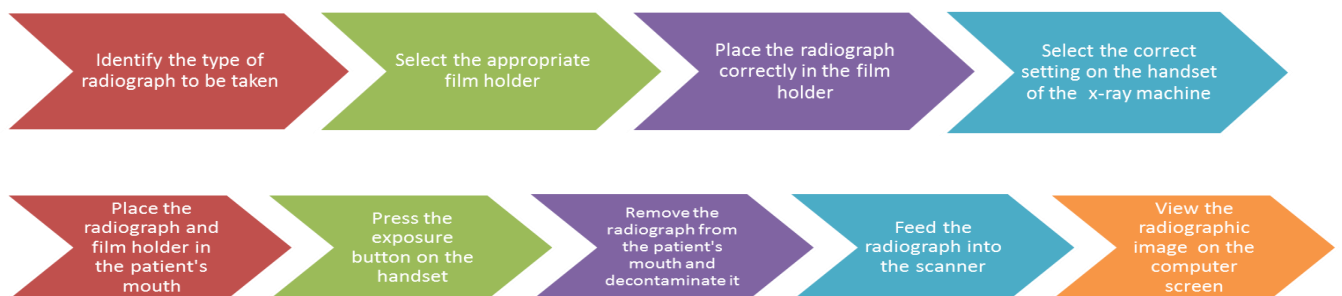 Identify the type of
radiograph to be taken
Select the appropriate
film holder
Place the radiograph
correctly in the film
holder
Select the correct
setting on the handset
of the x-ray machine
Place the
radiograph and
film holder in
the patient's
mouth
Press the
exposure
button on the
handset
Remove the
radiograph from
the patient's
mouth and
decontaminate it
Feed the
radiograph into
the scanner
View the
radiographic
image on the
computer
screen